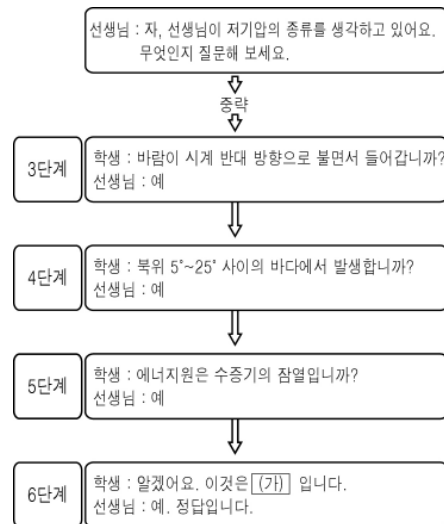 선생님 : 자, 선생님이 저기압의 종류를 생각하고 있어요.
무엇인지 질문해 보세요.
중략
3단계
학생 : 바람이 시계 반대 방향으로 불면서 들어갑니까?
선생님 : 예
4단계
학생 : 북위 5°~25° 사이의 바다에서 발생합니까?
선생님 : 예
5단계
학생 : 에너지원은 수증기의 잠열입니까?
선생님 : 예
6단계
학생 : 알겠어요. 이것은 (가) 입니다.
선생님 : 예. 정답입니다.